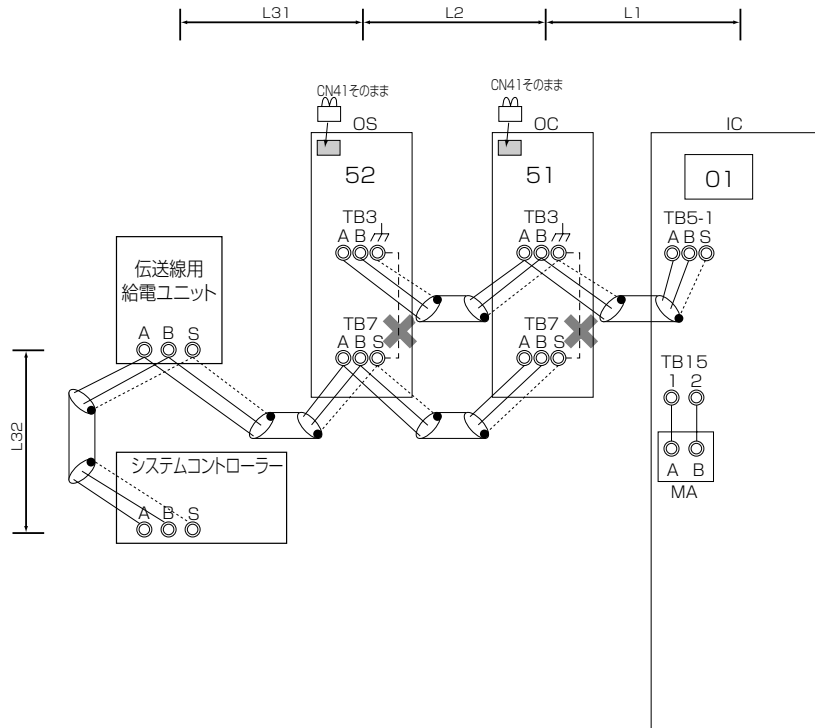 L31 L2 L1
CN41そのまま CN41そのまま
OS OC IC
52 51 01
TB3 TB3 TB5-1
A B A B A B S
伝送線用
給電ユニット
TB7 TB7
A B S A B S A B S
TB15
1 2
L32
システムコントローラー
A B S
A B
MA